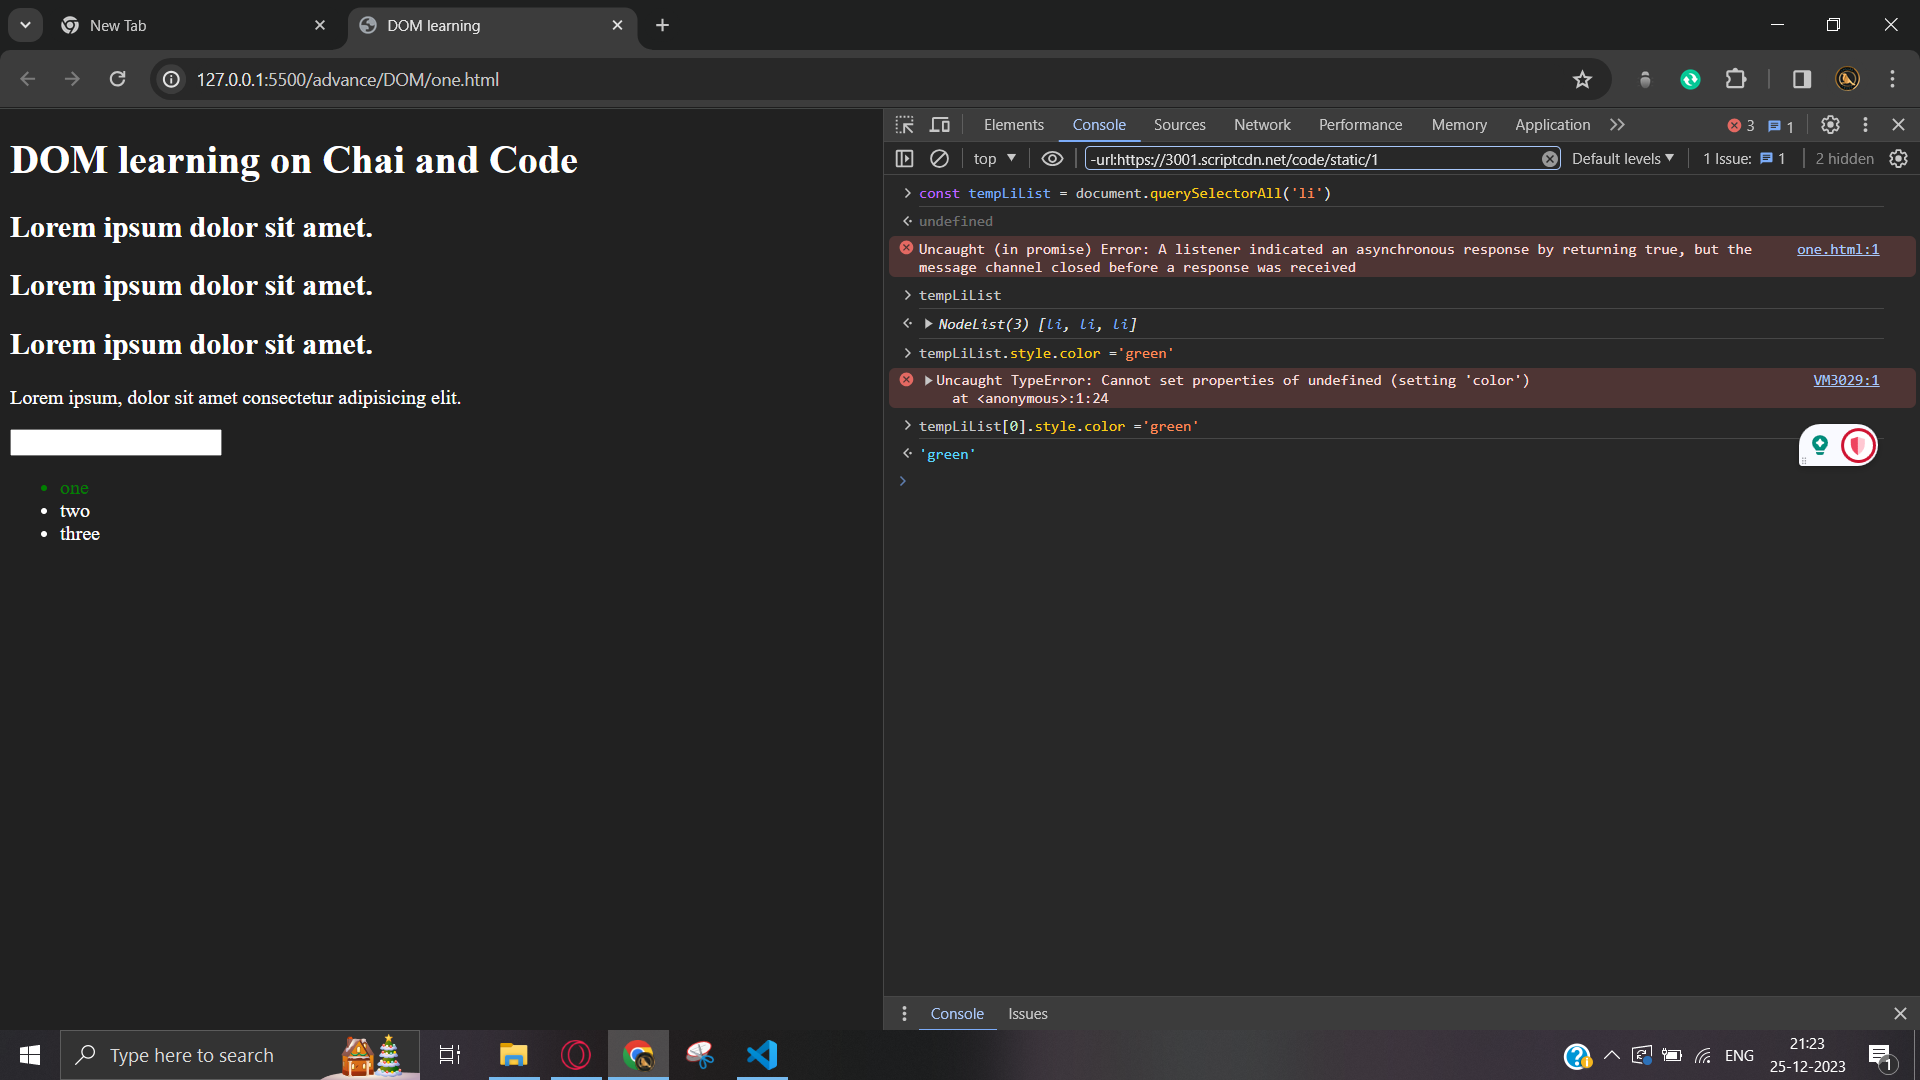 New Tab
DOM learning
127.0.0.1:5500/advance/DOM/one.html
DOM learning on Chai and Code
Lorem ipsum dolor sit amet.
Lorem ipsum dolor sit amet.
Lorem ipsum dolor sit amet.
Lorem ipsum, dolor sit amet consectetur adipisicing elit.
one
two
three
Elements Console Sources Network Performance Memory Application 3 1
top -url:https://3001.scriptcdn.net/code/static/1 Default levels 1 Issue: 1 2 hidden
const tempLiList = document.querySelectorAll('li')
undefined
Uncaught (in promise) Error: A listener indicated an asynchronous response by returning true, but the one.html:1
message channel closed before a response was received
tempLiList
NodeList(3) [li, li, li]
tempLiList.style.color ='green'
Uncaught TypeError: Cannot set properties of undefined (setting 'color') VM3029:1
at <anonymous>:1:24
tempLiList[0].style.color ='green'
'green'
Console Issues
Type here to search
ENG
21:23
25-12-2023
1